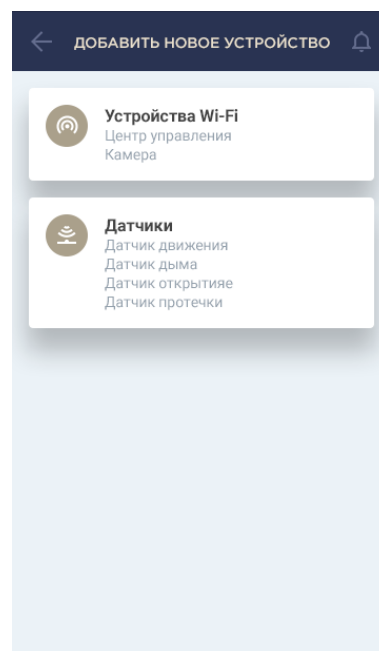 ДОБАВИТЬ НОВОЕ УСТРОЙСТВО
Устройства Wi-Fi
Центр управления
Камера
Датчики
Датчик движения
Датчик дыма
Датчик открытияе
Датчик протечки